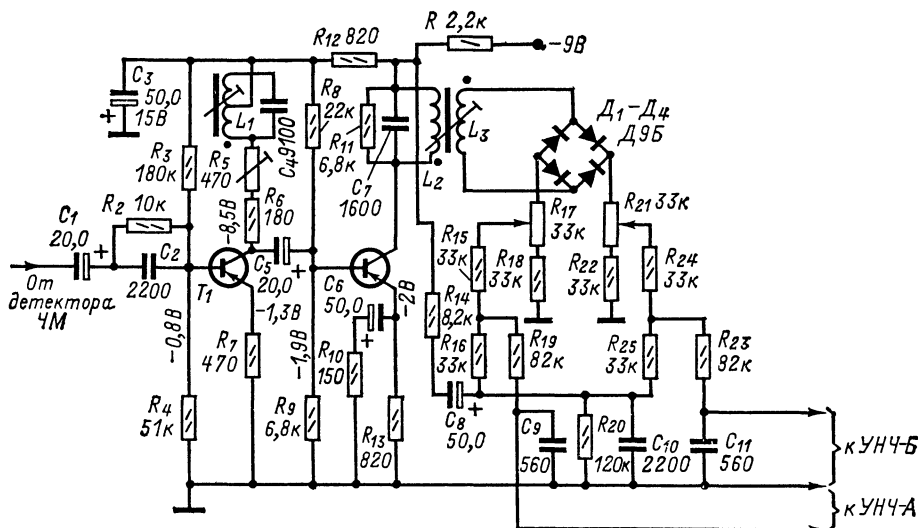 R 2,2к
-9В
R12 820
C3
50,0
15В
+
R3
180к
L1
C4 9100
R5
470
R8
22к
R11
6,8к
C7
1600
L2
L3
Д1-Д4
Д9Б
C1
20,0
+
R2 10к
C2
2200
-8,5В
R6
180
C5
20,0
+
T1
-0,8В
-1,3В
R7
470
От
детектора
ЧМ
C6
50,0
+
-2В
-1,9В
R10
150
R14
8,2к
R15
33к
R16
33к
R17
33к
R18
33к
R19
82к
R21 33к
R22
33к
R24
33к
R25
33к
R23
82к
R4
51к
R9
6,8к
R13
820
C8
50,0
+
C9
560
R20
120к
C10
2200
C11
560
к УНЧ-Б
к УНЧ-А